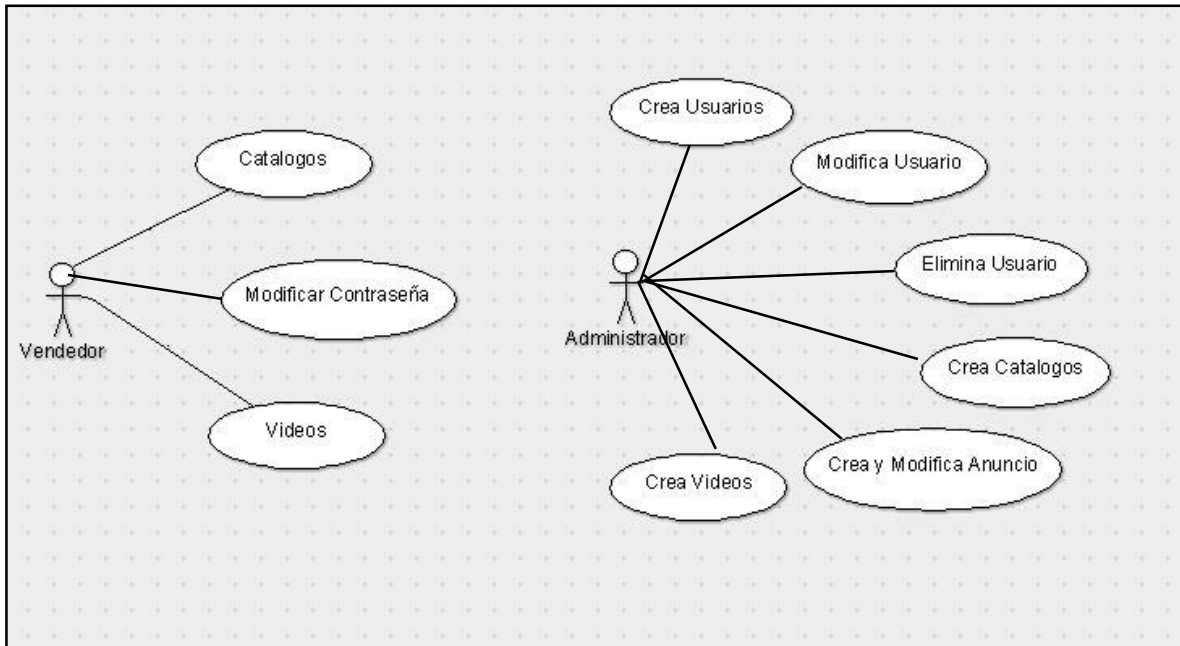 Catalogos
Modificar Contraseña
Vendedor
Videos
Crea Usuarios
Modifica Usuario
Elimina Usuario
Administrador
Crea Catalogos
Crea y Modifica Anuncio
Crea Videos